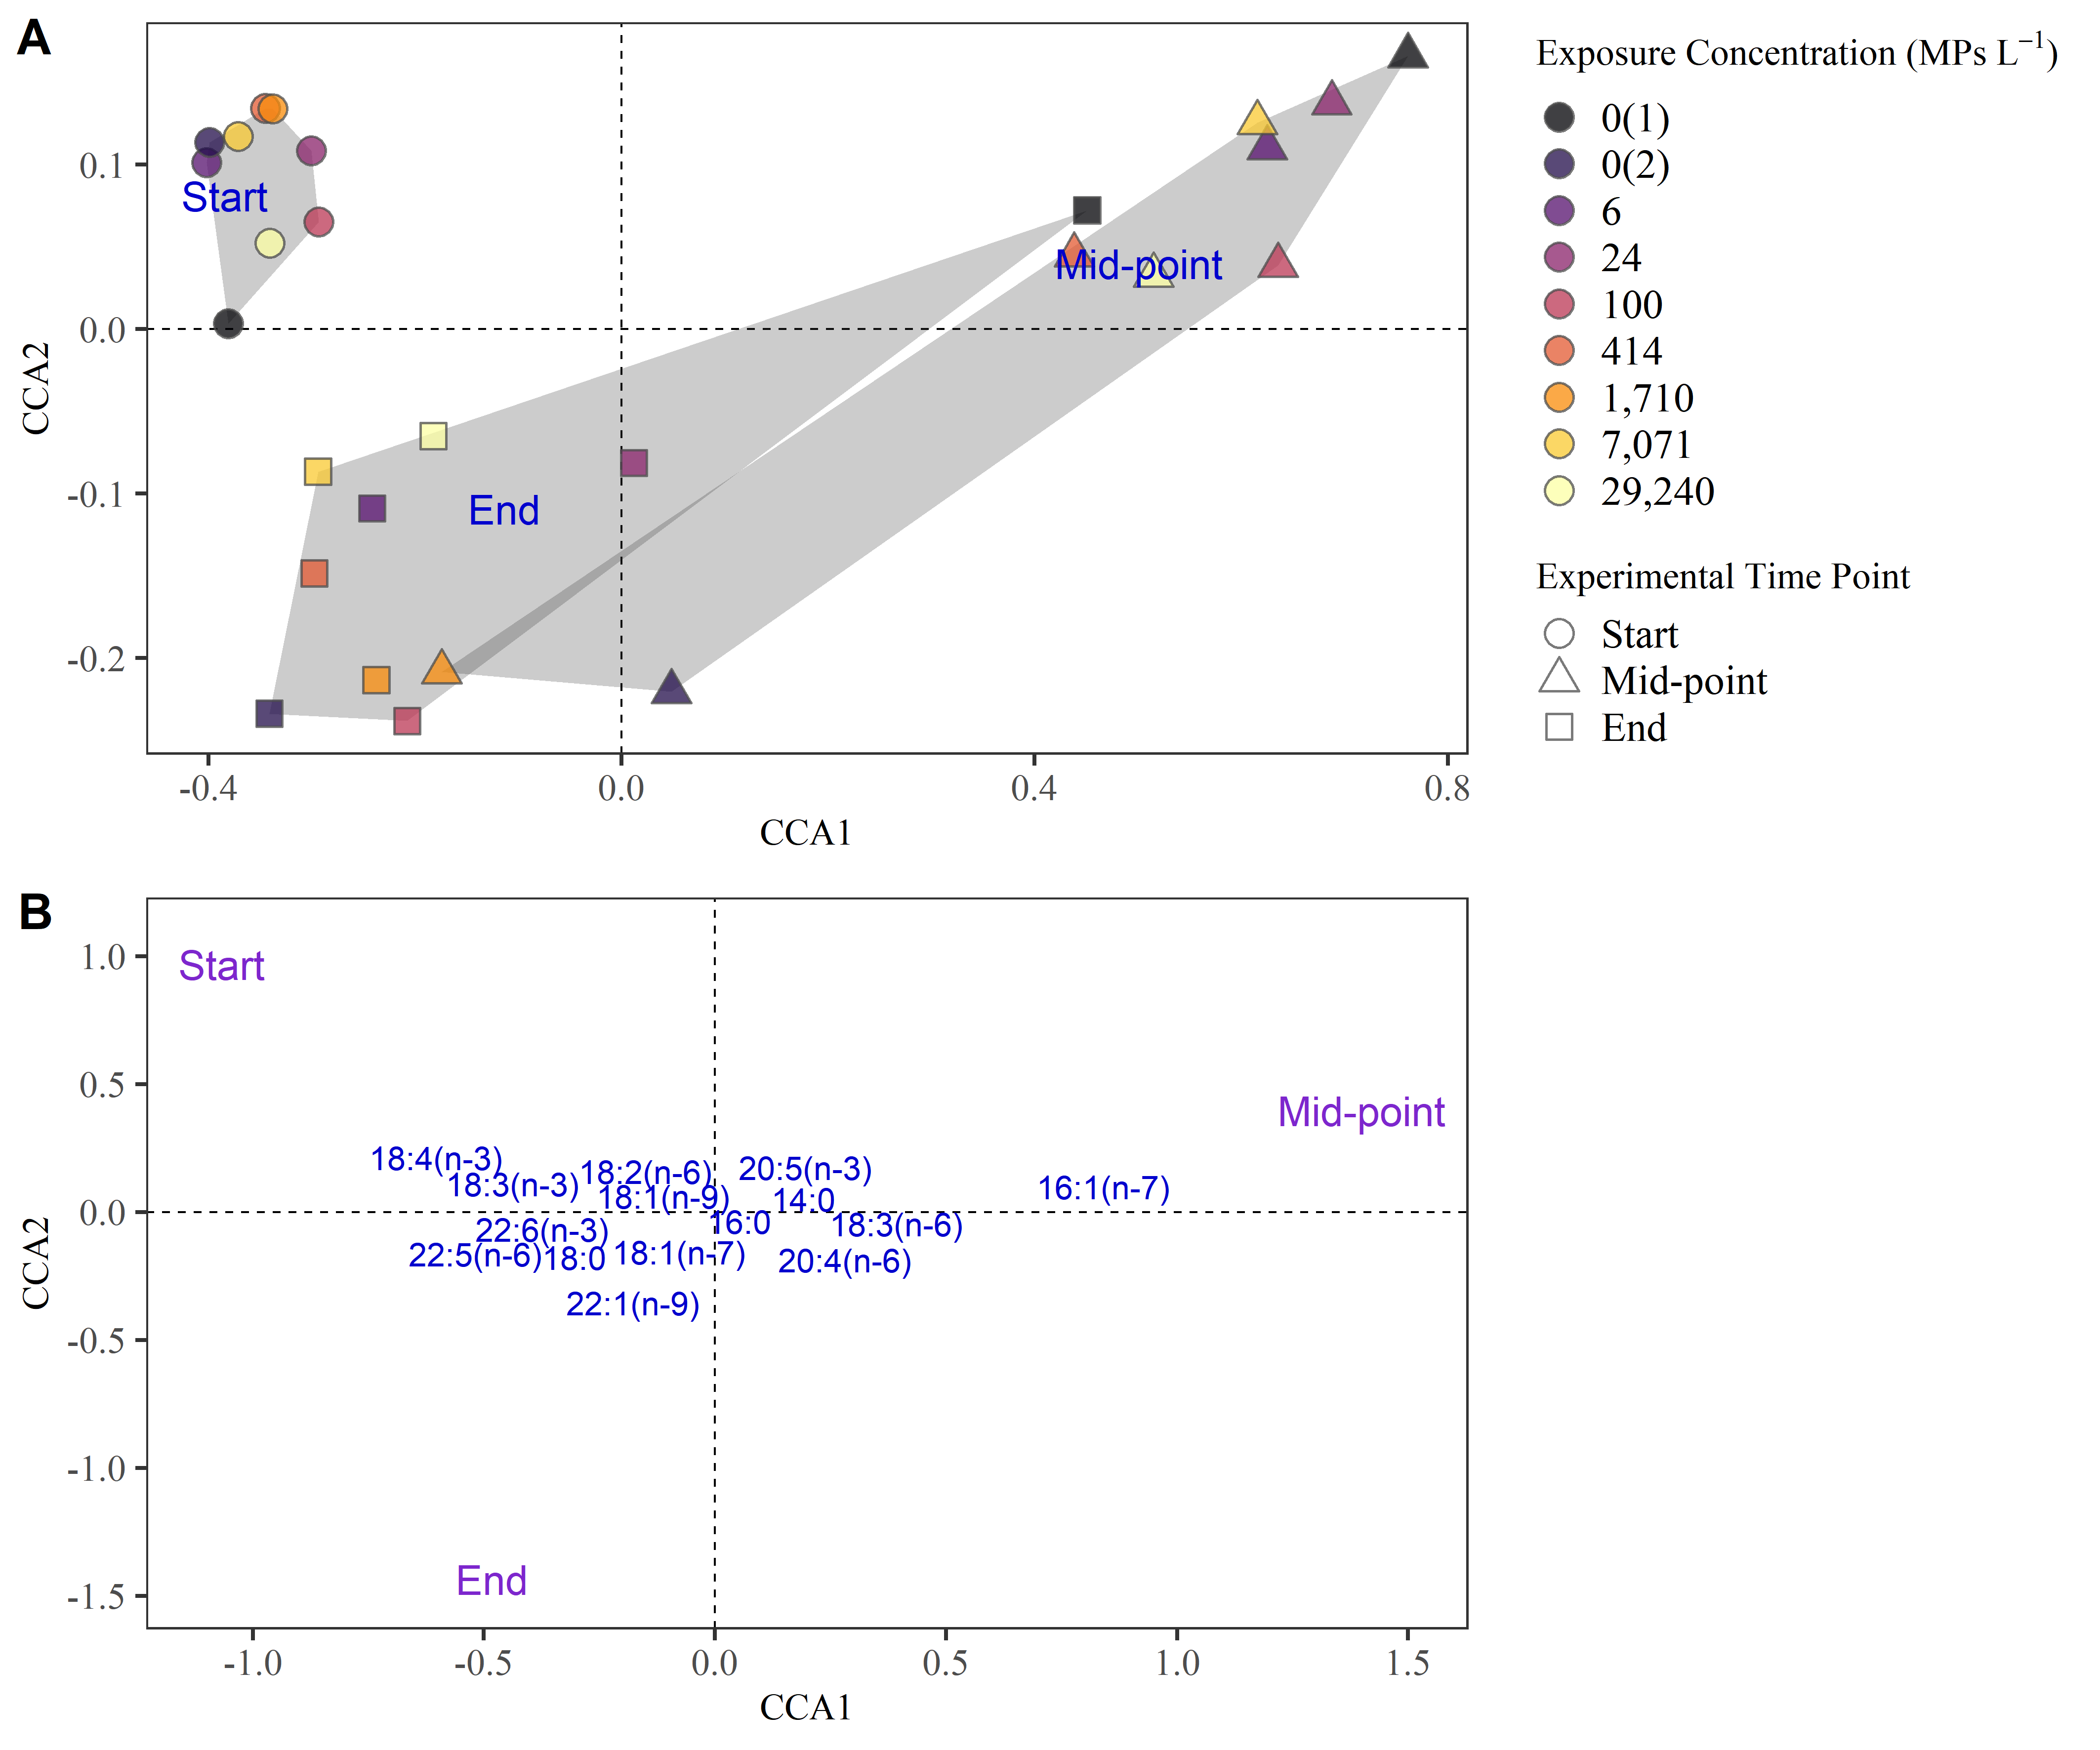 A
Exposure Concentration (MPs L−1)
0(1)
0(2)
6
24
100
414
1,710
7,071
29,240
Experimental Time Point
Start
Mid-point
End
Start
Mid-point
End
0.1
0.0
-0.1
-0.2
CCA2
-0.4
0.0
0.4
0.8
CCA1
B
Start
Mid-point
End
18:4(n-3)
18:3(n-3)
18:2(n-6)
18:1(n-9)
20:5(n-3)
14:0
16:1(n-7)
16:0
18:3(n-6)
22:6(n-3)
22:5(n-6)
18:0
18:1(n-7)
20:4(n-6)
22:1(n-9)
1.0
0.5
0.0
-0.5
-1.0
-1.5
CCA2
-1.0
-0.5
0.0
0.5
1.0
1.5
CCA1